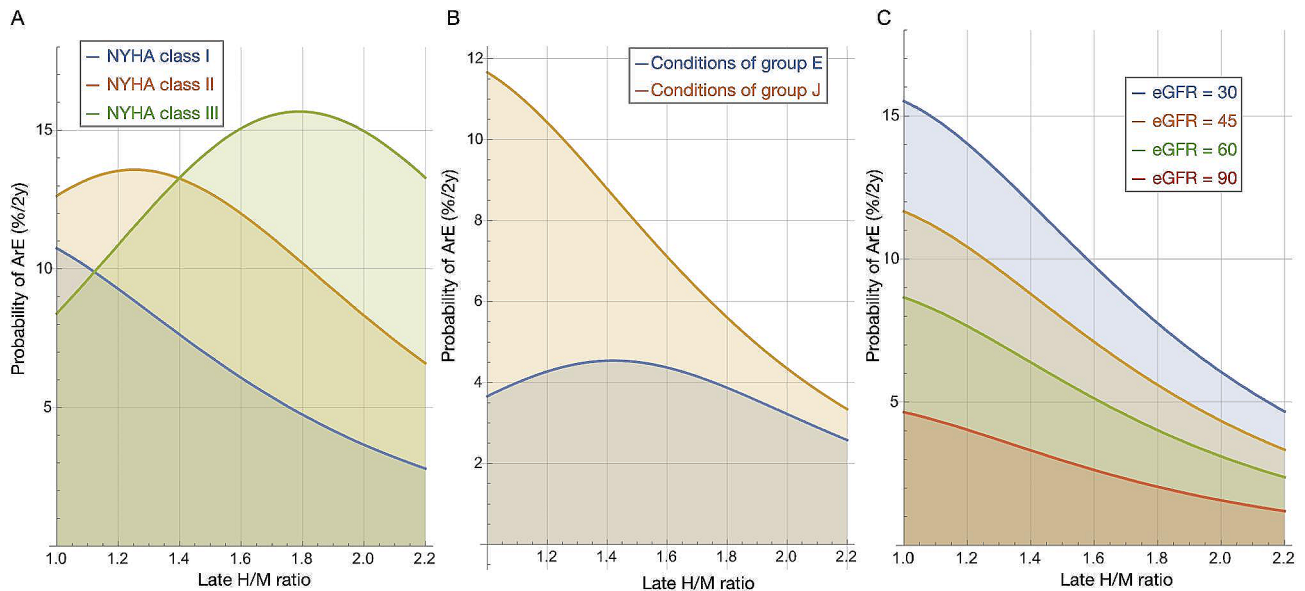 A
NYHA class I
NYHA class II
NYHA class III
Probability of ArE (%/2y)
15
10
5
1.0 1.2 1.4 1.6 1.8 2.0 2.2
Late H/M ratio
B
Conditions of group E
Conditions of group J
Probability of ArE (%/2y)
12
10
8
6
4
2
1.2 1.4 1.6 1.8 2.0 2.2
Late H/M ratio
C
eGFR = 30
eGFR = 45
eGFR = 60
eGFR = 90
Probability of ArE (%/2y)
15
10
5
1.0 1.2 1.4 1.6 1.8 2.0 2.2
Late H/M ratio